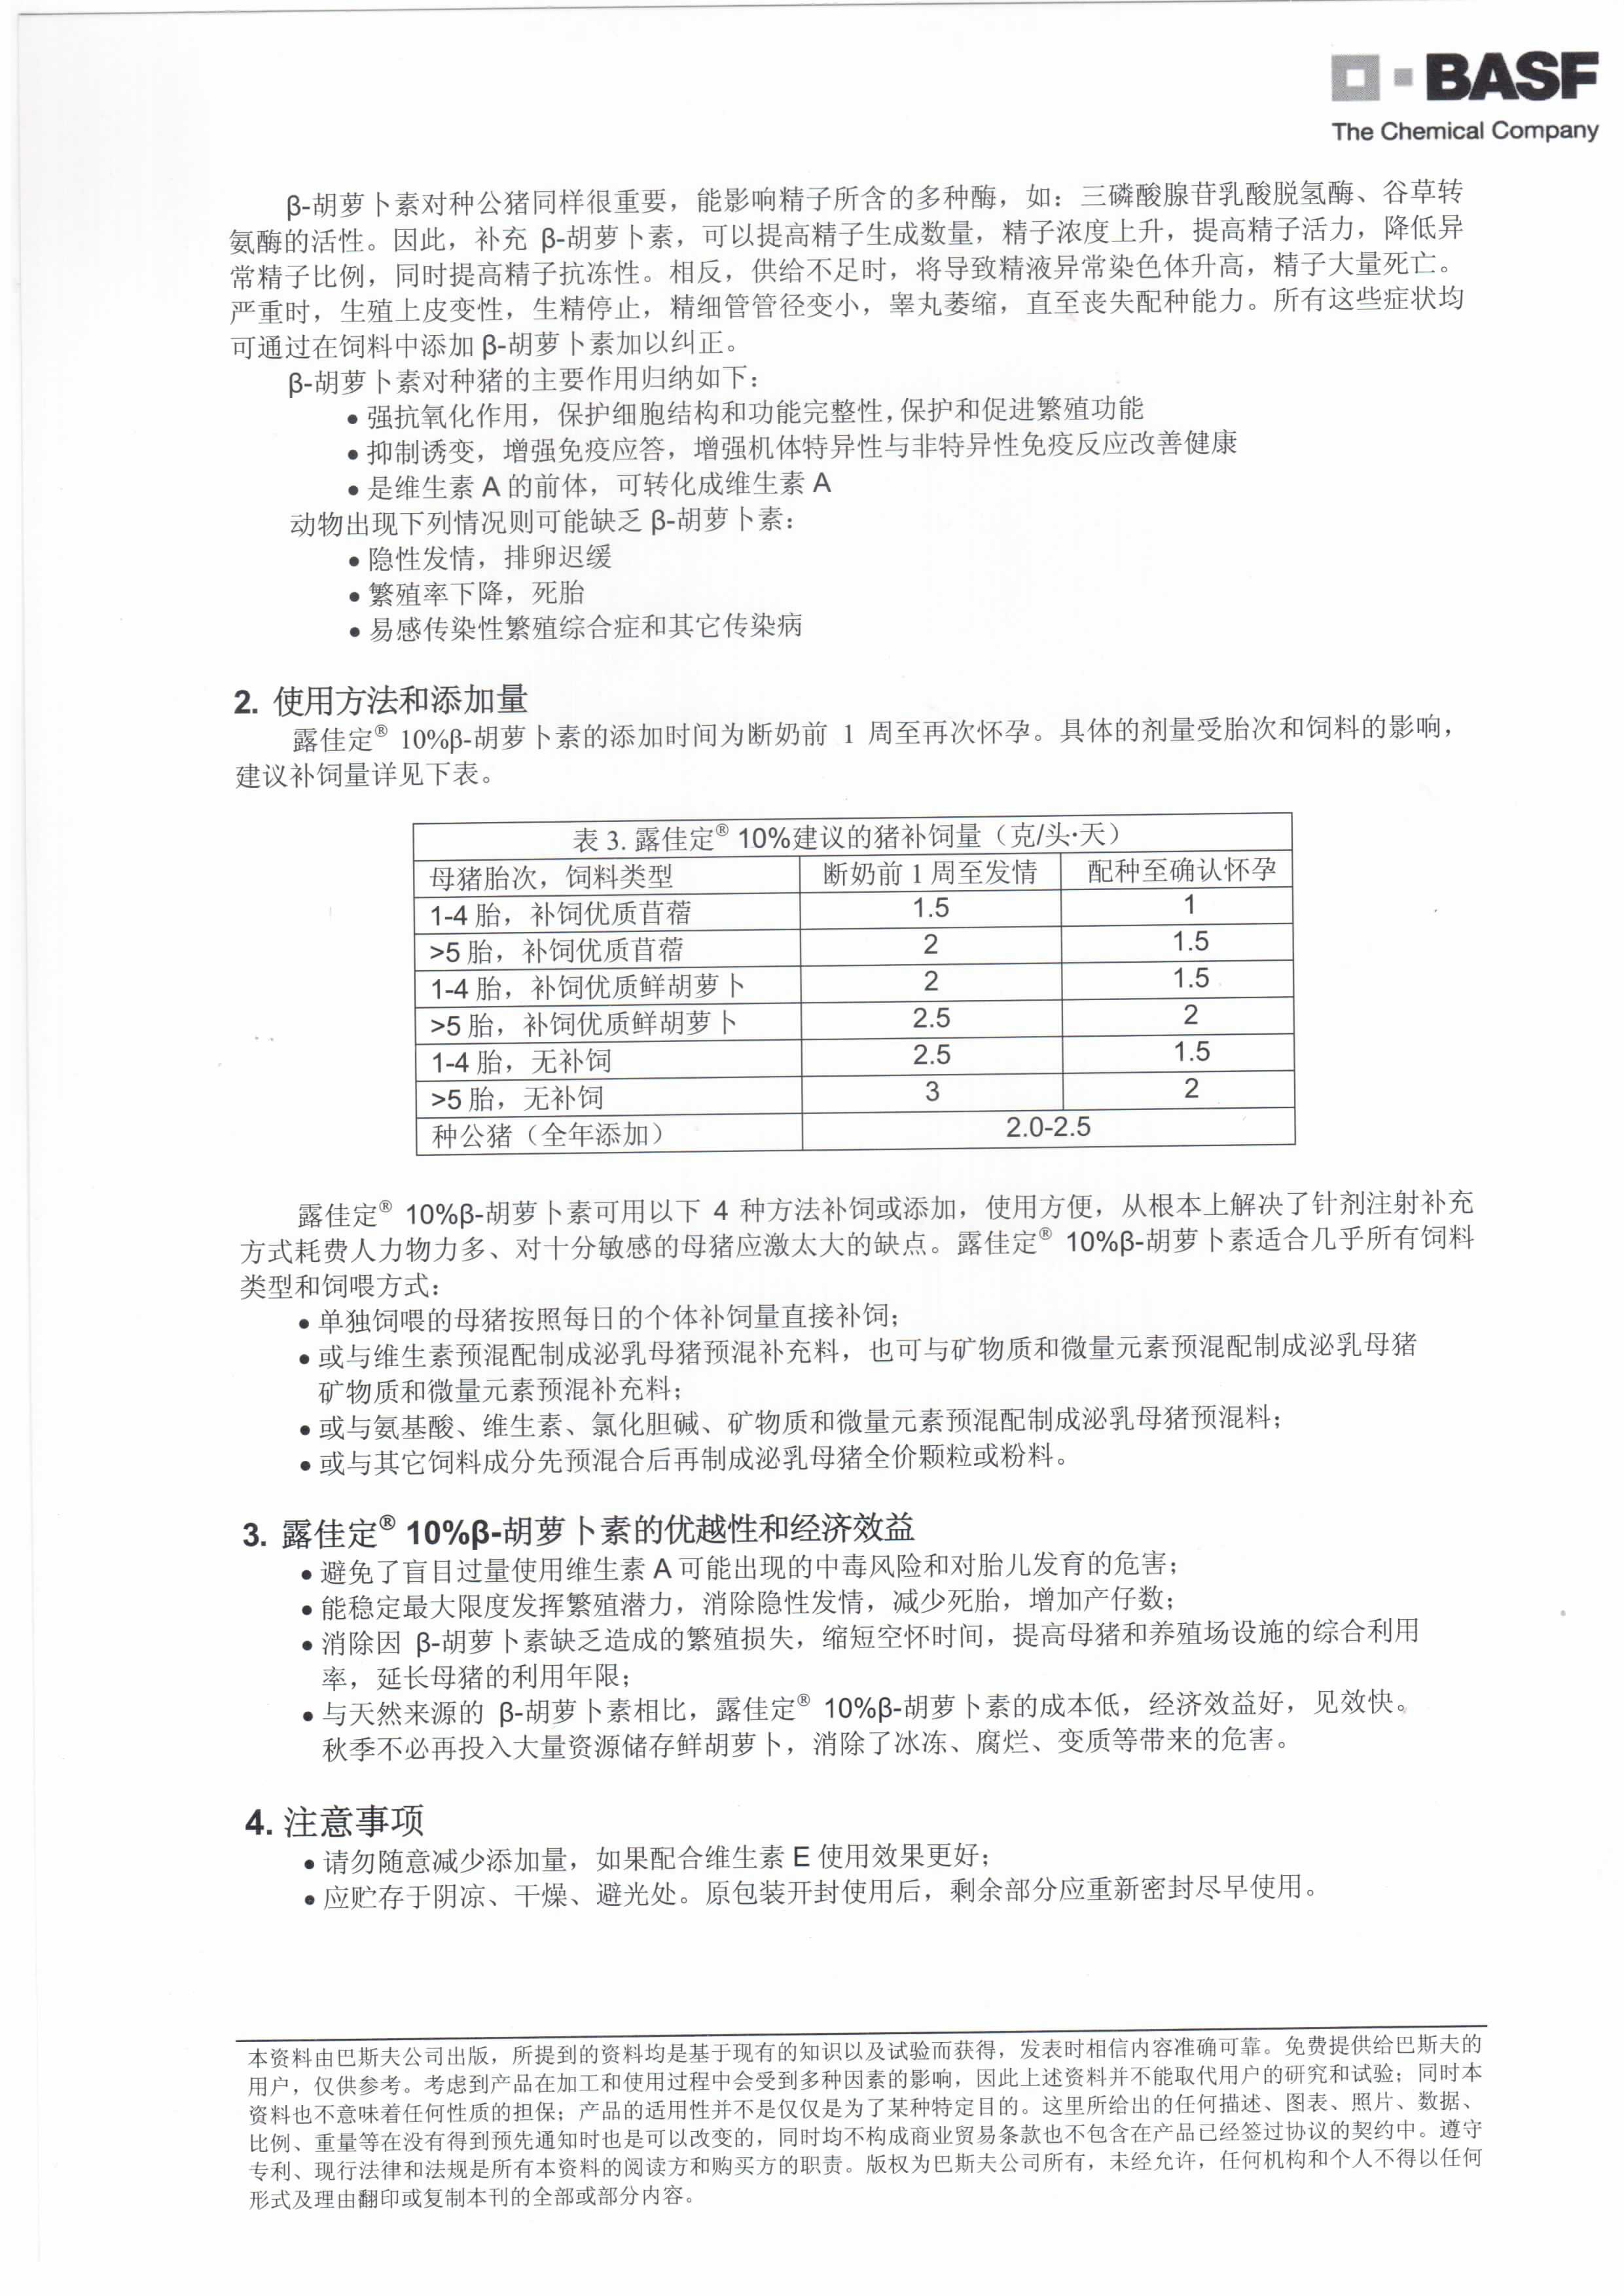 BASF
The Chemical Company
β-胡萝卜素对种公猪同样很重要，能影响精子所含的多种酶，如：三磷酸腺苷乳酸脱氢酶、谷草转
氨酶的活性。因此，补充 β-胡萝卜素，可以提高精子生成数量，精子浓度上升，提高精子活力，降低异
常精子比例，同时提高精子抗冻性。相反，供给不足时，将导致精液异常染色体升高，精子大量死亡。
严重时，生殖上皮变性，生精停止，精细管管径变小，睾丸萎缩，直至丧失配种能力。所有这些症状均
可通过在饲料中添加 β-胡萝卜素加以纠正。
β-胡萝卜素对种猪的主要作用归纳如下：
● 强抗氧化作用，保护细胞结构和功能完整性,保护和促进繁殖功能
● 抑制诱变，增强免疫应答，增强机体特异性与非特异性免疫反应改善健康
● 是维生素 A 的前体，可转化成维生素 A
动物出现下列情况则可能缺乏 β-胡萝卜素：
● 隐性发情，排卵迟缓
● 繁殖率下降，死胎
● 易感传染性繁殖综合症和其它传染病
2. 使用方法和添加量
露佳定® 10%β-胡萝卜素的添加时间为断奶前 1 周至再次怀孕。具体的剂量受胎次和饲料的影响，
建议补饲量详见下表。
表 3. 露佳定® 10%建议的猪补饲量（克/头·天）
母猪胎次，饲料类型 断奶前 1 周至发情 配种至确认怀孕
1-4 胎，补饲优质苜蓿 1.5 1
>5 胎，补饲优质苜蓿 2 1.5
1-4 胎，补饲优质鲜胡萝卜 2 1.5
>5 胎，补饲优质鲜胡萝卜 2.5 2
1-4 胎，无补饲 2.5 1.5
>5 胎，无补饲 3 2
种公猪（全年添加） 2.0-2.5
露佳定® 10%β-胡萝卜素可用以下 4 种方法补饲或添加，使用方便，从根本上解决了针剂注射补充
方式耗费人力物力多、对十分敏感的母猪应激太大的缺点。露佳定® 10%β-胡萝卜素适合几乎所有饲料
类型和饲喂方式：
● 单独饲喂的母猪按照每日的个体补饲量直接补饲；
● 或与维生素预混配制成泌乳母猪预混补充料，也可与矿物质和微量元素预混配制成泌乳母猪
矿物质和微量元素预混补充料；
● 或与氨基酸、维生素、氯化胆碱、矿物质和微量元素预混配制成泌乳母猪预混料；
● 或与其它饲料成分先预混合后再制成泌乳母猪全价颗粒或粉料。
3. 露佳定® 10%β-胡萝卜素的优越性和经济效益
● 避免了盲目过量使用维生素 A 可能出现的中毒风险和对胎儿发育的危害；
● 能稳定最大限度发挥繁殖潜力，消除隐性发情，减少死胎，增加产仔数；
● 消除因 β-胡萝卜素缺乏造成的繁殖损失，缩短空怀时间，提高母猪和养殖场设施的综合利用
率，延长母猪的利用年限；
● 与天然来源的 β-胡萝卜素相比，露佳定® 10%β-胡萝卜素的成本低，经济效益好，见效快。
秋季不必再投入大量资源储存鲜胡萝卜，消除了冰冻、腐烂、变质等带来的危害。
4. 注意事项
● 请勿随意减少添加量，如果配合维生素 E 使用效果更好；
● 应贮存于阴凉、干燥、避光处。原包装开封使用后，剩余部分应重新密封尽早使用。
本资料由巴斯夫公司出版，所提到的资料均是基于现有的知识以及试验而获得，发表时相信内容准确可靠。免费提供给巴斯夫的
用户，仅供参考。考虑到产品在加工和使用过程中会受到多种因素的影响，因此上述资料并不能取代用户的研究和试验；同时本
资料也不意味着任何性质的担保；产品的适用性并不是仅仅是为了某种特定目的。这里所给出的任何描述、图表、照片、数据、
比例、重量等在没有得到预先通知时也是可以改变的，同时均不构成商业贸易条款也不包含在产品已经签过协议的契约中。遵守
专利、现行法律和法规是所有本资料的阅读方和购买方的职责。版权为巴斯夫公司所有，未经允许，任何机构和个人不得以任何
形式及理由翻印或复制本刊的全部或部分内容。